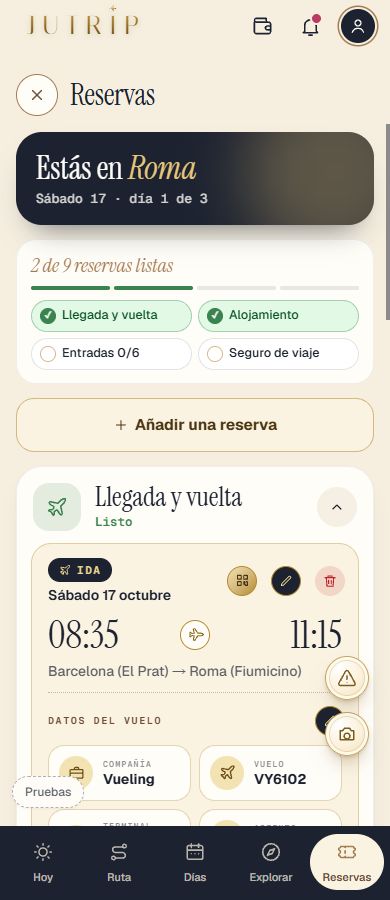 JUTRIP
Reservas
Estás en Roma
Sábado 17 · día 1 de 3
2 de 9 reservas listas
Llegada y vuelta
Alojamiento
Entradas 0/6
Seguro de viaje
+ Añadir una reserva
Llegada y vuelta
Listo
IDA
Sábado 17 octubre
08:35
11:15
Barcelona (El Prat) → Roma (Fiumicino)
DATOS DEL VUELO
COMPAÑÍA
Vueling
VUELO
VY6102
Pruebas
TERMINAL
Hoy
Ruta
Días
Explorar
Reservas